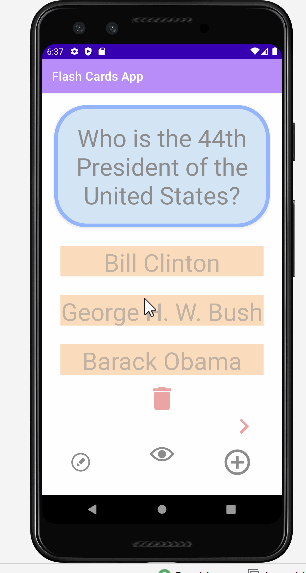 6:37
Flash Cards App
Who is the 44th
President of the
United States?
Bill Clinton
George H. W. Bush
Barack Obama